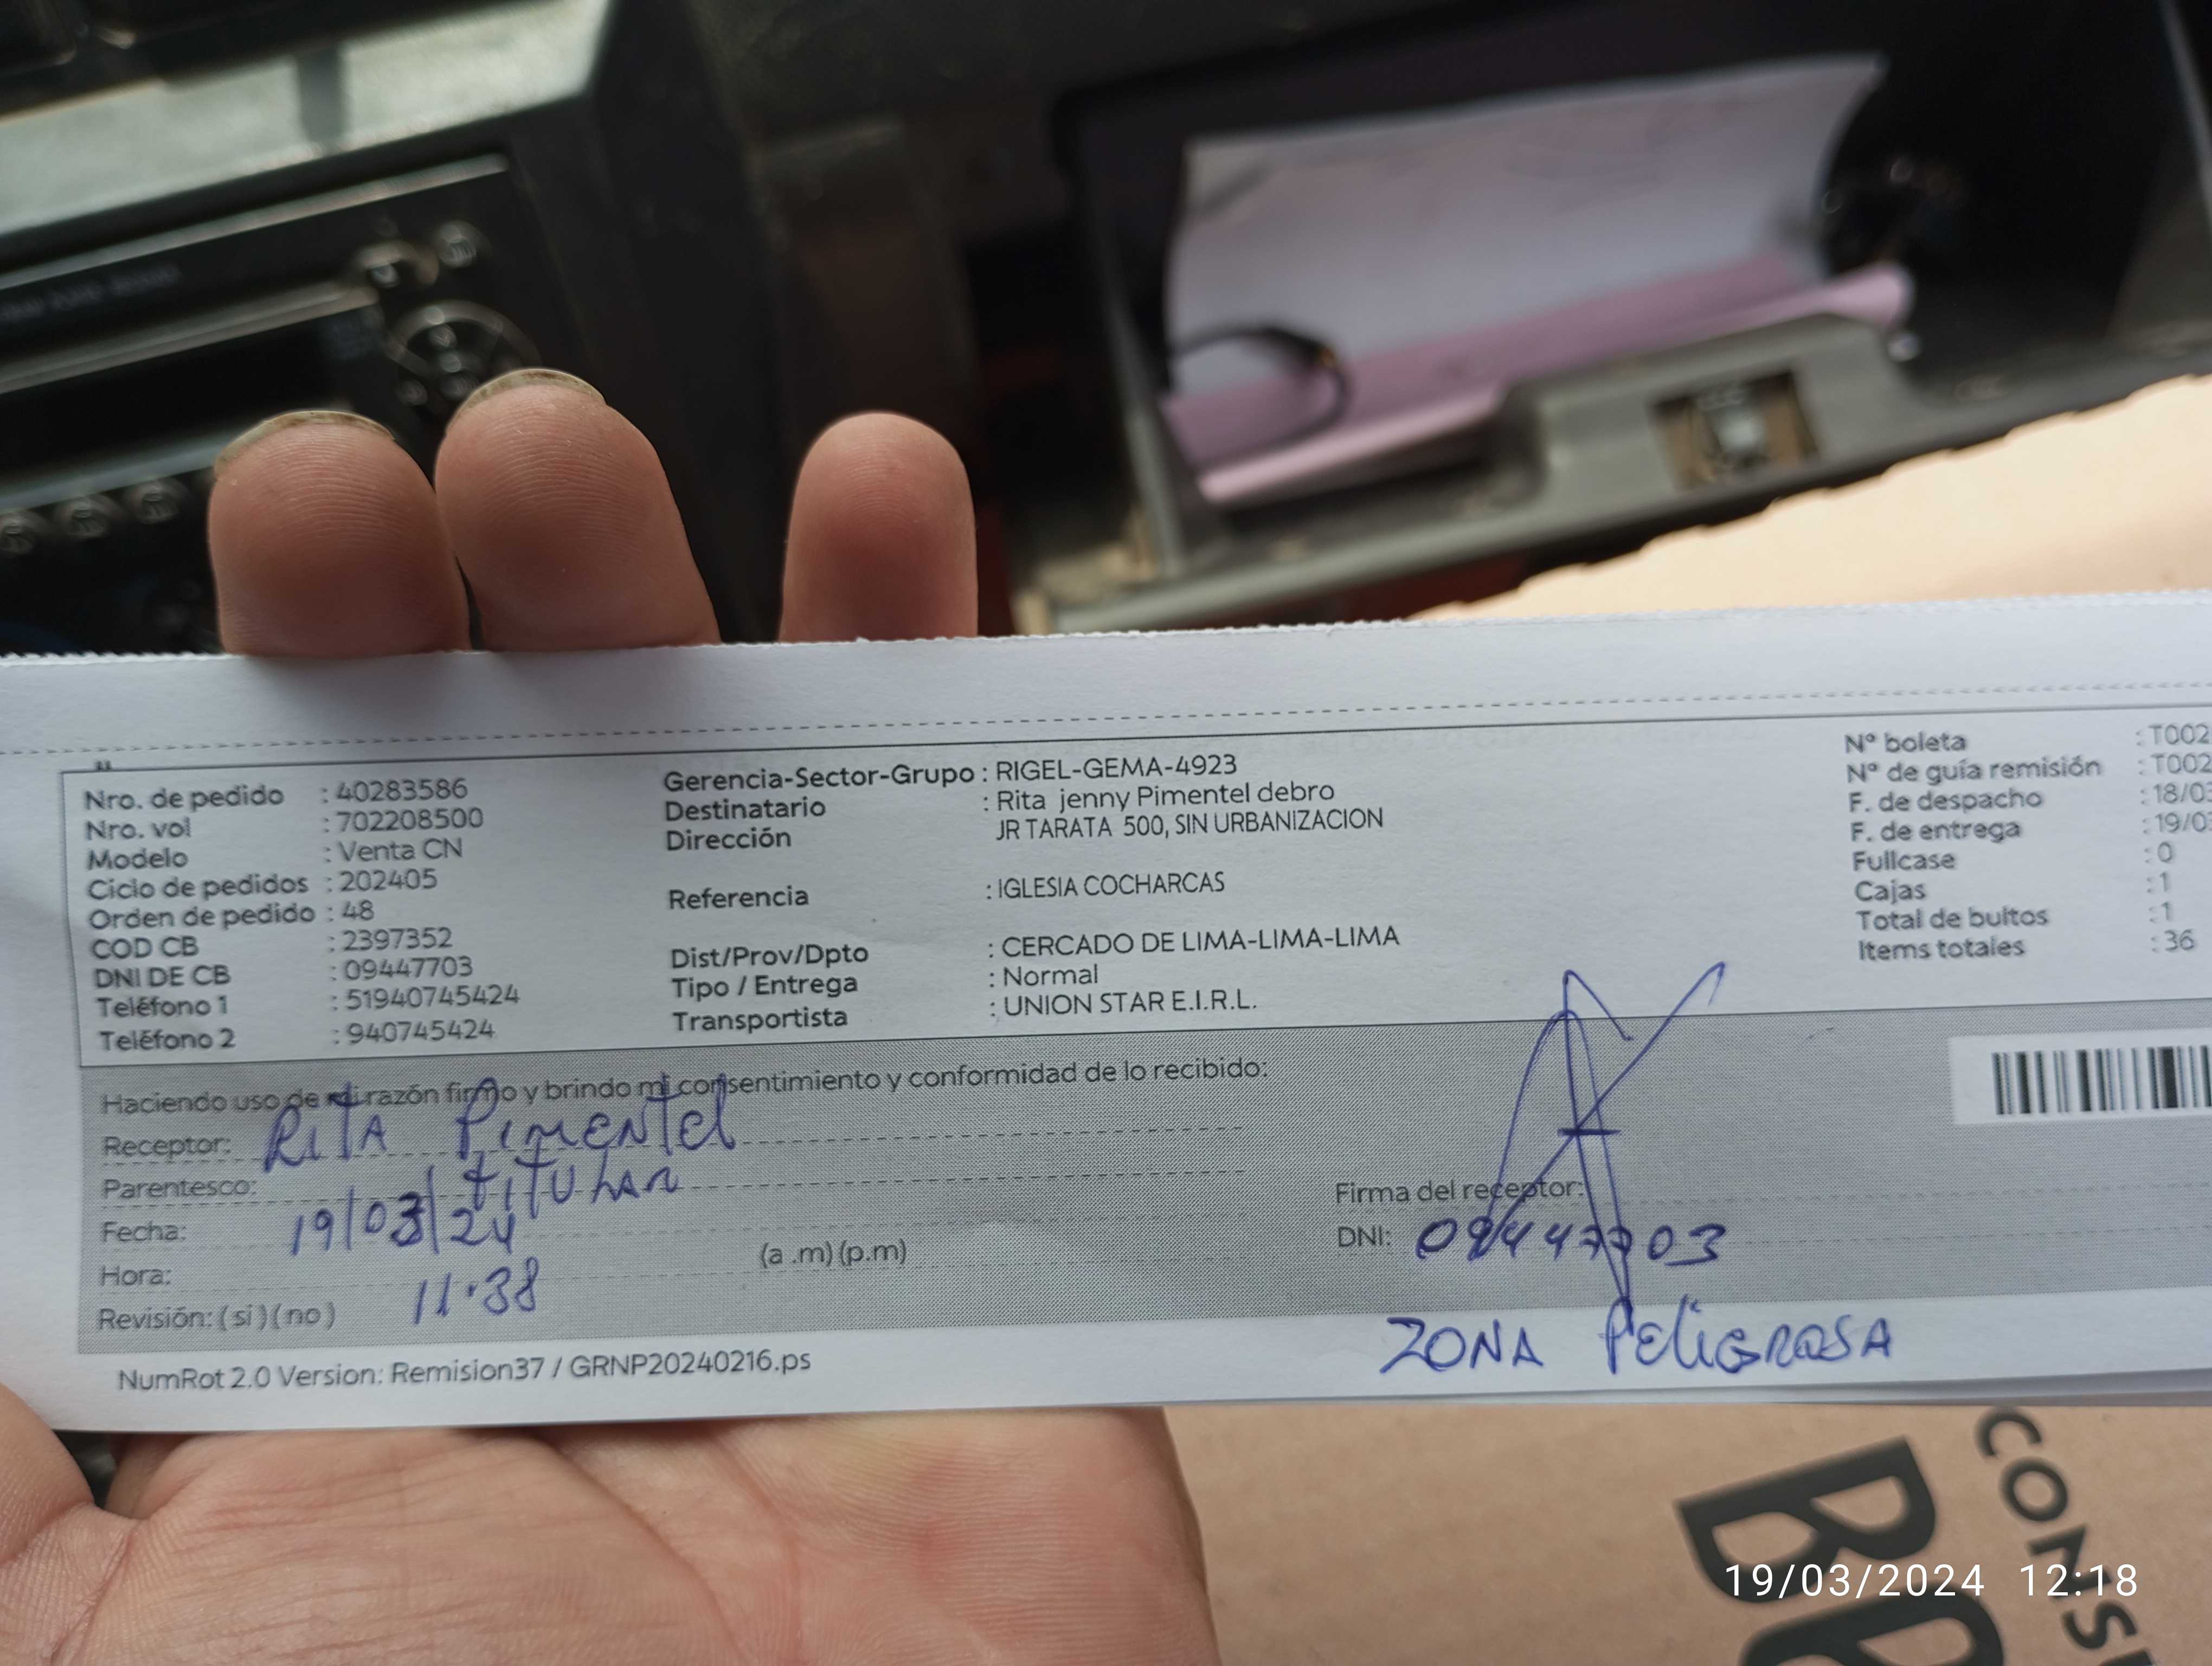 Nro. de pedido : 40283586
Nro. vol : 702208500
Modelo : Venta CN
Ciclo de pedidos : 202405
Orden de pedido : 48
COD CB : 2397352
DNI DE CB : 09447703
Teléfono 1 : 51940745424
Teléfono 2 : 940745424
Gerencia-Sector-Grupo : RIGEL-GEMA-4923
Destinatario : Rita jenny Pimentel debro
Dirección JR TARATA 500, SIN URBANIZACION
Referencia : IGLESIA COCHARCAS
Dist/Prov/Dpto : CERCADO DE LIMA-LIMA-LIMA
Tipo / Entrega : Normal
Transportista : UNION STAR E.I.R.L.
Nº boleta : T002
Nº de guía remisión : T002
F. de despacho : 18/03
F. de entrega : 19/03
Fullcase : 0
Cajas : 1
Total de bultos : 1
Items totales : 36
Haciendo uso de mi razón firmo y brindo mi consentimiento y conformidad de lo recibido:
Receptor: RITA PIMENTEL
Parentesco: TITULAR
Fecha: 19/03/24
Hora: 11:38 (a .m) (p.m)
Revisión: ( si ) ( no )
Firma del receptor:
DNI: 09447703
ZONA PELIGROSA
NumRot 2.0 Version: Remision37 / GRNP20240216.ps
CONSU
19/03/2024 12:18